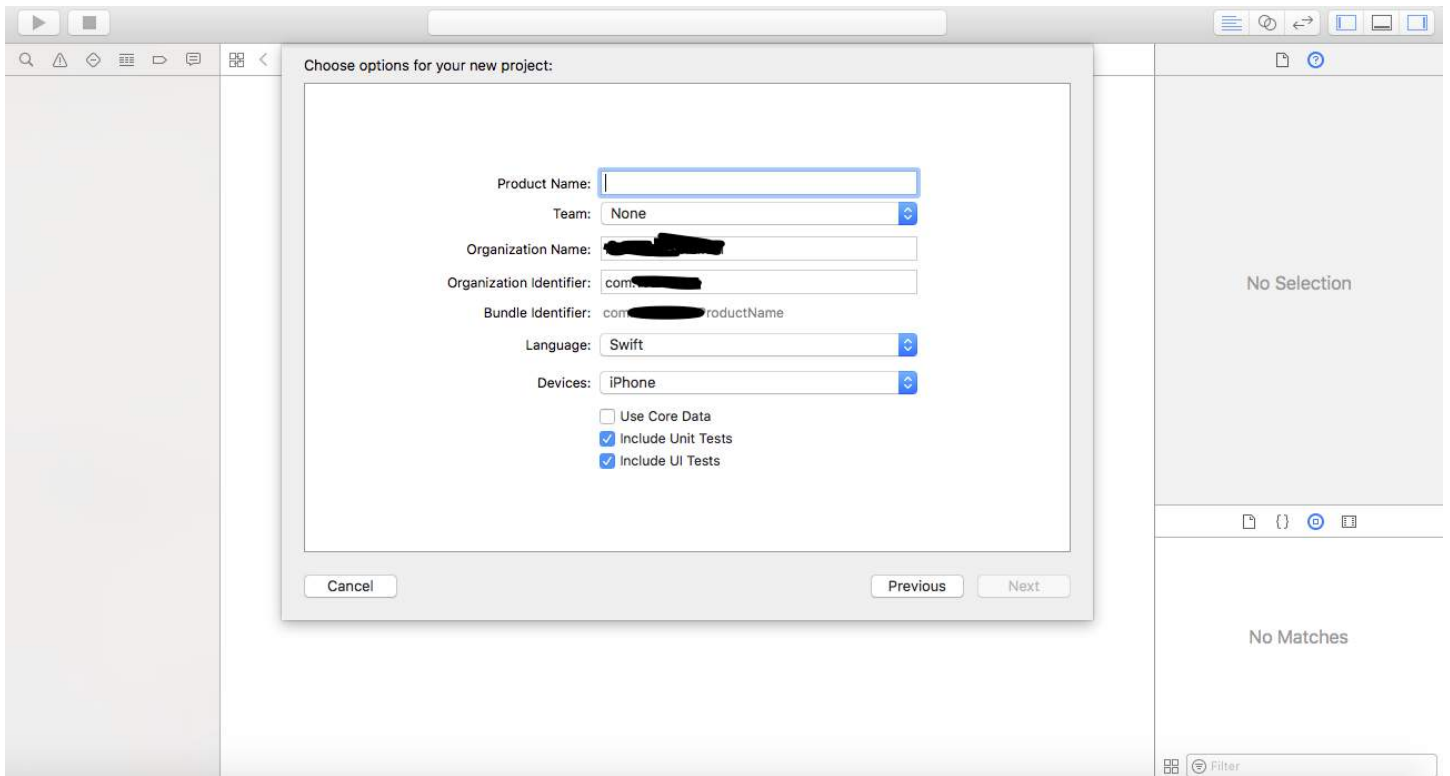 Choose options for your new project:
Product Name:
Team: None
Organization Name:
Organization Identifier: com.
Bundle Identifier: com ProductName
Language: Swift
Devices: iPhone
Use Core Data
Include Unit Tests
Include UI Tests
Cancel Previous Next
No Selection
No Matches
Filter